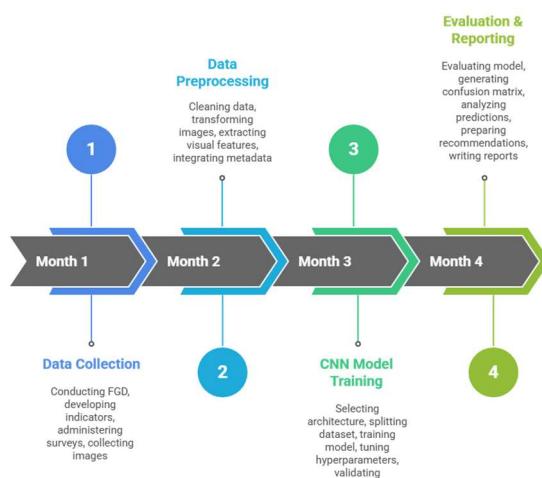 Evaluation &
Reporting
Evaluating model,
generating
confusion matrix,
analyzing
predictions,
preparing
recommendations,
writing reports
Data
Preprocessing
Cleaning data,
transforming
images, extracting
visual features,
integrating metadata
1
3
Month 1
Month 2
Month 3
Month 4
Data Collection
Conducting FGD,
developing
indicators,
administering
surveys, collecting
images
2
CNN Model
Training
Selecting
architecture, splitting
dataset, training
model, tuning
hyperparameters,
validating
4